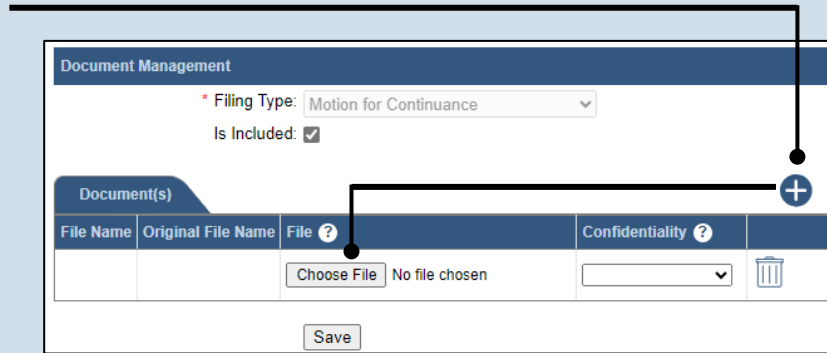 Document Management
* Filing Type: Motion for Continuance
Is Included:
Document(s)
File Name Original File Name File ? Confidentiality ?
Choose File No file chosen
Save